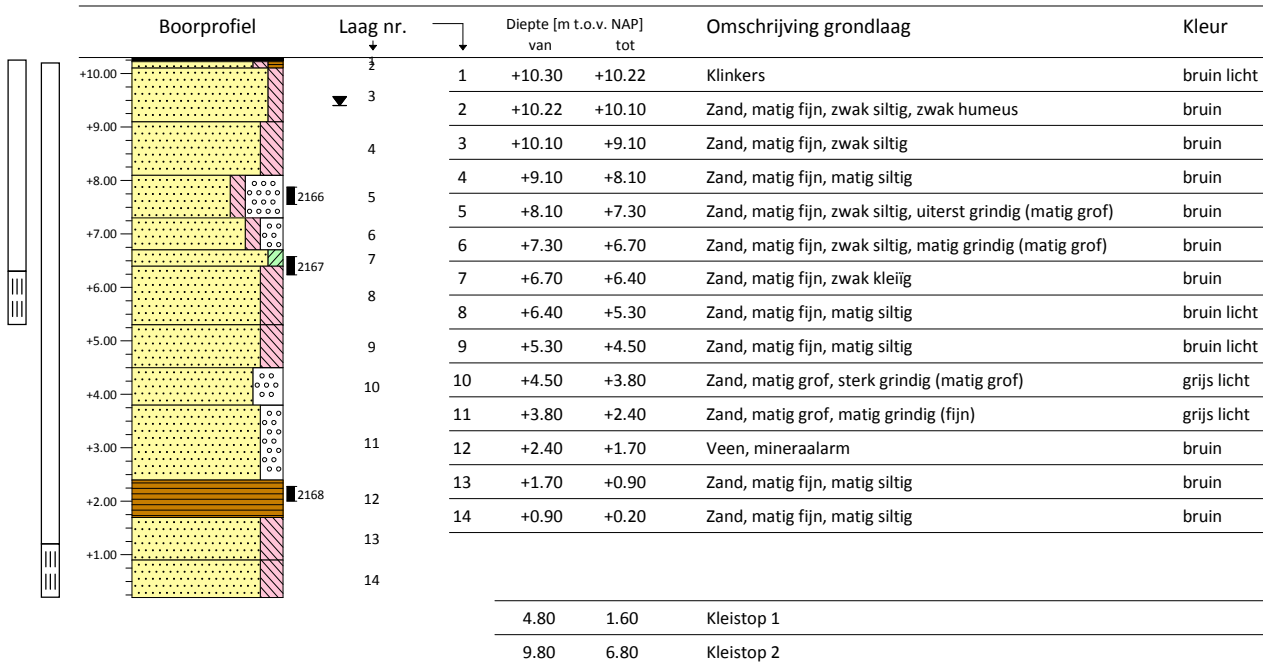 Boorprofiel Laag nr. Diepte [m t.o.v. NAP] Omschrijving grondlaag Kleur
van tot
1
2
+10.00
3
+9.00
4
+8.00
2166 5
+7.00
6
2167 7
+6.00
8
+5.00
9
+4.00
10
+3.00
11
+2.00
2168 12
+1.00
13
14
1 +10.30 +10.22 Klinkers bruin licht
2 +10.22 +10.10 Zand, matig fijn, zwak siltig, zwak humeus bruin
3 +10.10 +9.10 Zand, matig fijn, zwak siltig bruin
4 +9.10 +8.10 Zand, matig fijn, matig siltig bruin
5 +8.10 +7.30 Zand, matig fijn, zwak siltig, uiterst grindig (matig grof) bruin
6 +7.30 +6.70 Zand, matig fijn, zwak siltig, matig grindig (matig grof) bruin
7 +6.70 +6.40 Zand, matig fijn, zwak kleiïg bruin
8 +6.40 +5.30 Zand, matig fijn, matig siltig bruin licht
9 +5.30 +4.50 Zand, matig fijn, matig siltig bruin licht
10 +4.50 +3.80 Zand, matig grof, sterk grindig (matig grof) grijs licht
11 +3.80 +2.40 Zand, matig grof, matig grindig (fijn) grijs licht
12 +2.40 +1.70 Veen, mineraalarm bruin
13 +1.70 +0.90 Zand, matig fijn, matig siltig bruin
14 +0.90 +0.20 Zand, matig fijn, matig siltig bruin
4.80 1.60 Kleistop 1
9.80 6.80 Kleistop 2